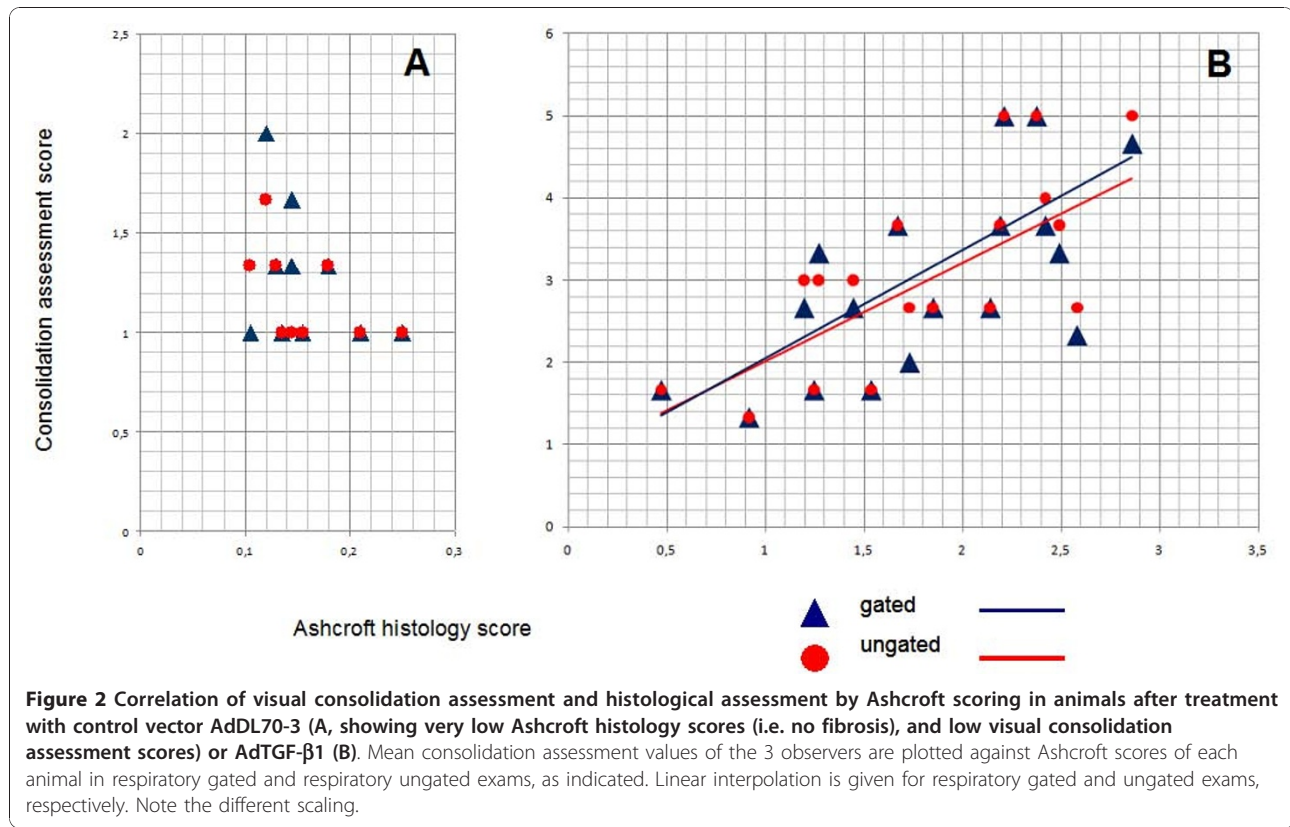 A
B
Consolidation assessment score
2,5
2
1,5
1
0,5
0
0 0,1 0,2 0,3
6
5
4
3
2
1
0
0 0,5 1 1,5 2 2,5 3 3,5
Ashcroft histology score
gated
ungated
Figure 2 Correlation of visual consolidation assessment and histological assessment by Ashcroft scoring in animals after treatment
with control vector AdDL70-3 (A, showing very low Ashcroft histology scores (i.e. no fibrosis), and low visual consolidation
assessment scores) or AdTGF-β1 (B). Mean consolidation assessment values of the 3 observers are plotted against Ashcroft scores of each
animal in respiratory gated and respiratory ungated exams, as indicated. Linear interpolation is given for respiratory gated and ungated exams,
respectively. Note the different scaling.